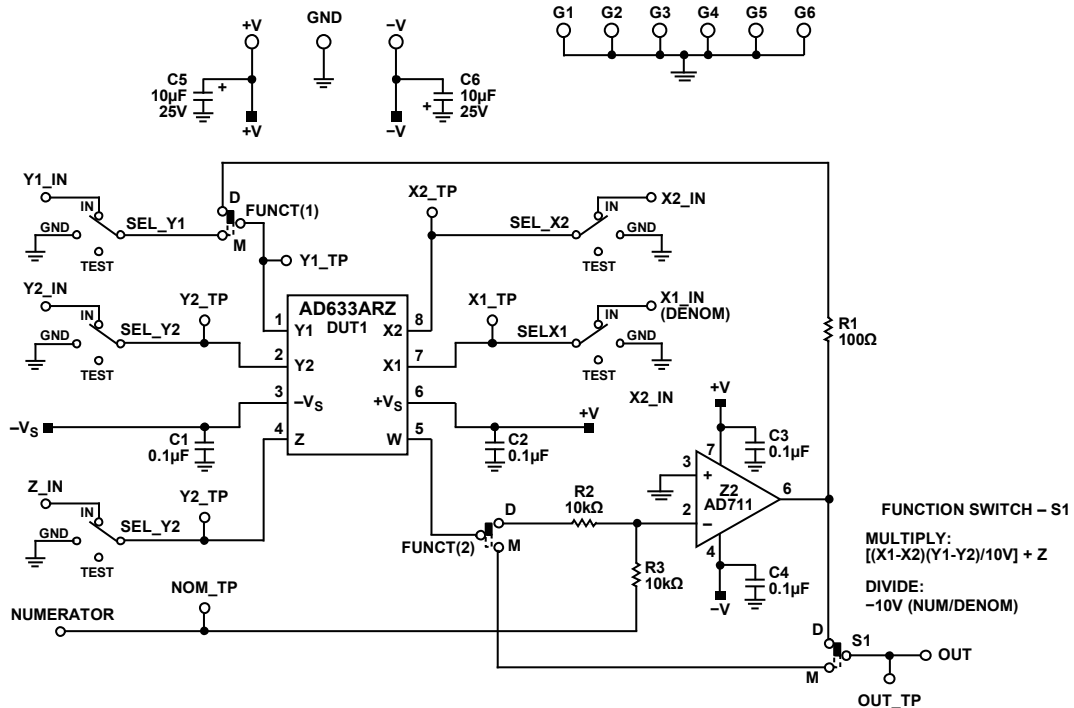 +V
GND
−V
G1 G2 G3 G4 G5 G6
C5
10µF
25V
+
+V
C6
10µF
25V
+
−V
Y1_IN
IN
GND
TEST
SEL_Y1
D
M
FUNCT(1)
Y1_TP
X2_TP
SEL_X2
IN
GND
TEST
X2_IN
Y2_IN
IN
GND
TEST
SEL_Y2
Y2_TP
AD633ARZ
DUT1
1 Y1
2 Y2
3 −VS
4 Z
X2 8
X1 7
+VS 6
W 5
X1_TP
SELX1
IN
GND
TEST
X1_IN
(DENOM)
R1
100Ω
−VS
C1
0.1µF
C2
0.1µF
+V
X2_IN
+V
7
C3
0.1µF
3
+
Z2
AD711
6
2
−
4
C4
0.1µF
−V
Z_IN
IN
GND
TEST
SEL_Y2
Y2_TP
FUNCT(2)
D
M
R2
10kΩ
R3
10kΩ
NOM_TP
NUMERATOR
FUNCTION SWITCH – S1
MULTIPLY:
[(X1-X2)(Y1-Y2)/10V] + Z
DIVIDE:
−10V (NUM/DENOM)
D
S1
M
OUT
OUT_TP